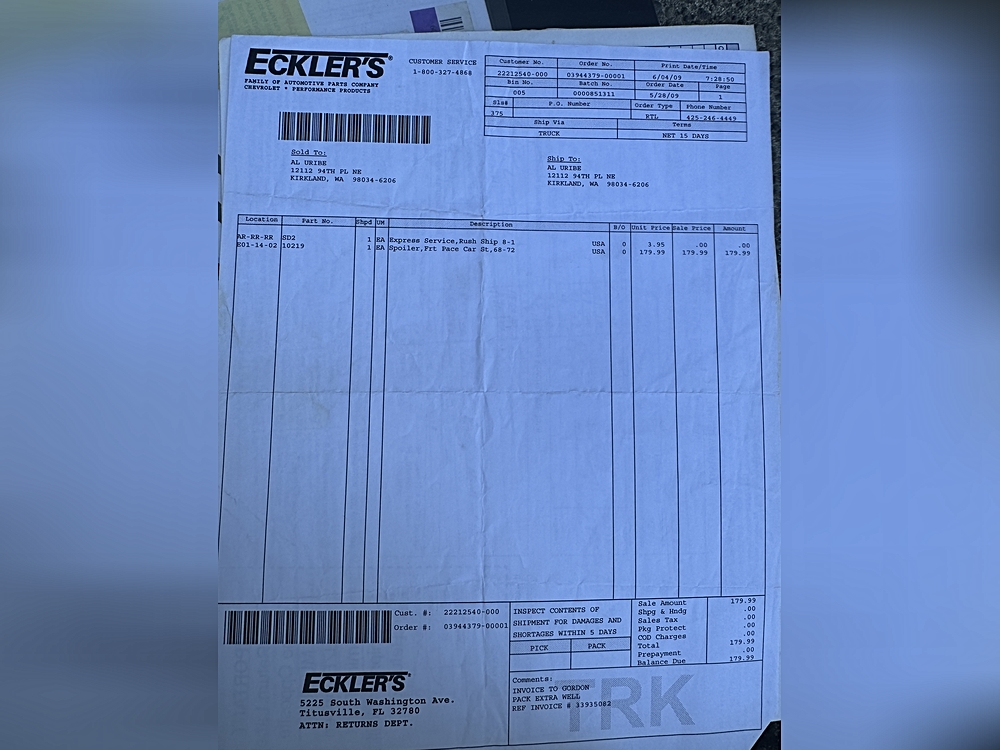 ECKLER'S®
FAMILY OF AUTOMOTIVE PARTS COMPANY
CHEVROLET * PERFORMANCE PRODUCTS
CUSTOMER SERVICE
1-800-327-4868
Customer No. Order No. Print Date/Time
22212540-000 03944379-00001 6/04/09 7:28:50
Bin No. Batch No. Order Date Page
005 0000851311 5/28/09 1
Sls# P.O. Number Order Type Phone Number
375 RTL 425-246-4449
Ship Via Terms
TRUCK NET 15 DAYS
Sold To:
AL URIBE
12112 94TH PL NE
KIRKLAND, WA 98034-6206
Ship To:
AL URIBE
12112 94TH PL NE
KIRKLAND, WA 98034-6206
Location Part No. Shpd UM Description B/O Unit Price Sale Price Amount
AR-RR-RR SD2 1 EA Express Service,Rush Ship 8-1 USA 0 3.95 .00 .00
E01-14-02 10219 1 EA Spoiler,Frt Pace Car St,68-72 USA 0 179.99 179.99 179.99
Cust. #: 22212540-000
Order #: 03944379-00001
INSPECT CONTENTS OF
SHIPMENT FOR DAMAGES AND
SHORTAGES WITHIN 5 DAYS
PICK PACK
Sale Amount 179.99
Shpg & Hndg .00
Sales Tax .00
Pkg Protect .00
COD Charges .00
Total 179.99
Prepayment .00
Balance Due 179.99
ECKLER'S®
5225 South Washington Ave.
Titusville, FL 32780
ATTN: RETURNS DEPT.
Comments:
INVOICE TO GORDON
PACK EXTRA WELL
REF INVOICE # 33935082
TRK